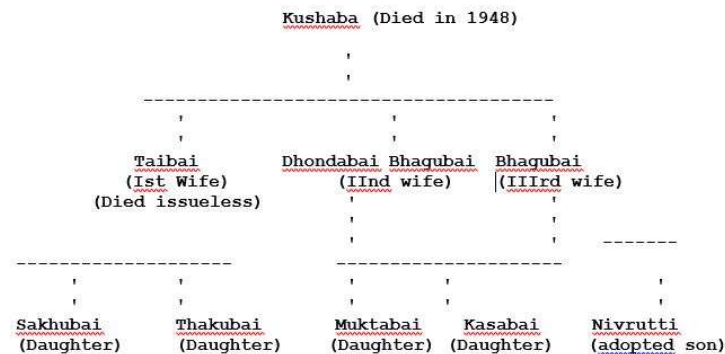 Kushaba (Died in 1948)
Taibai Dhondabai Bhagubai Bhagubai
(Ist Wife) (IInd wife) (IIIrd wife)
(Died issueless)
Sakhubai Thakubai Muktabai Kasabai Nivrutti
(Daughter) (Daughter) (Daughter) (Daughter) (adopted son)